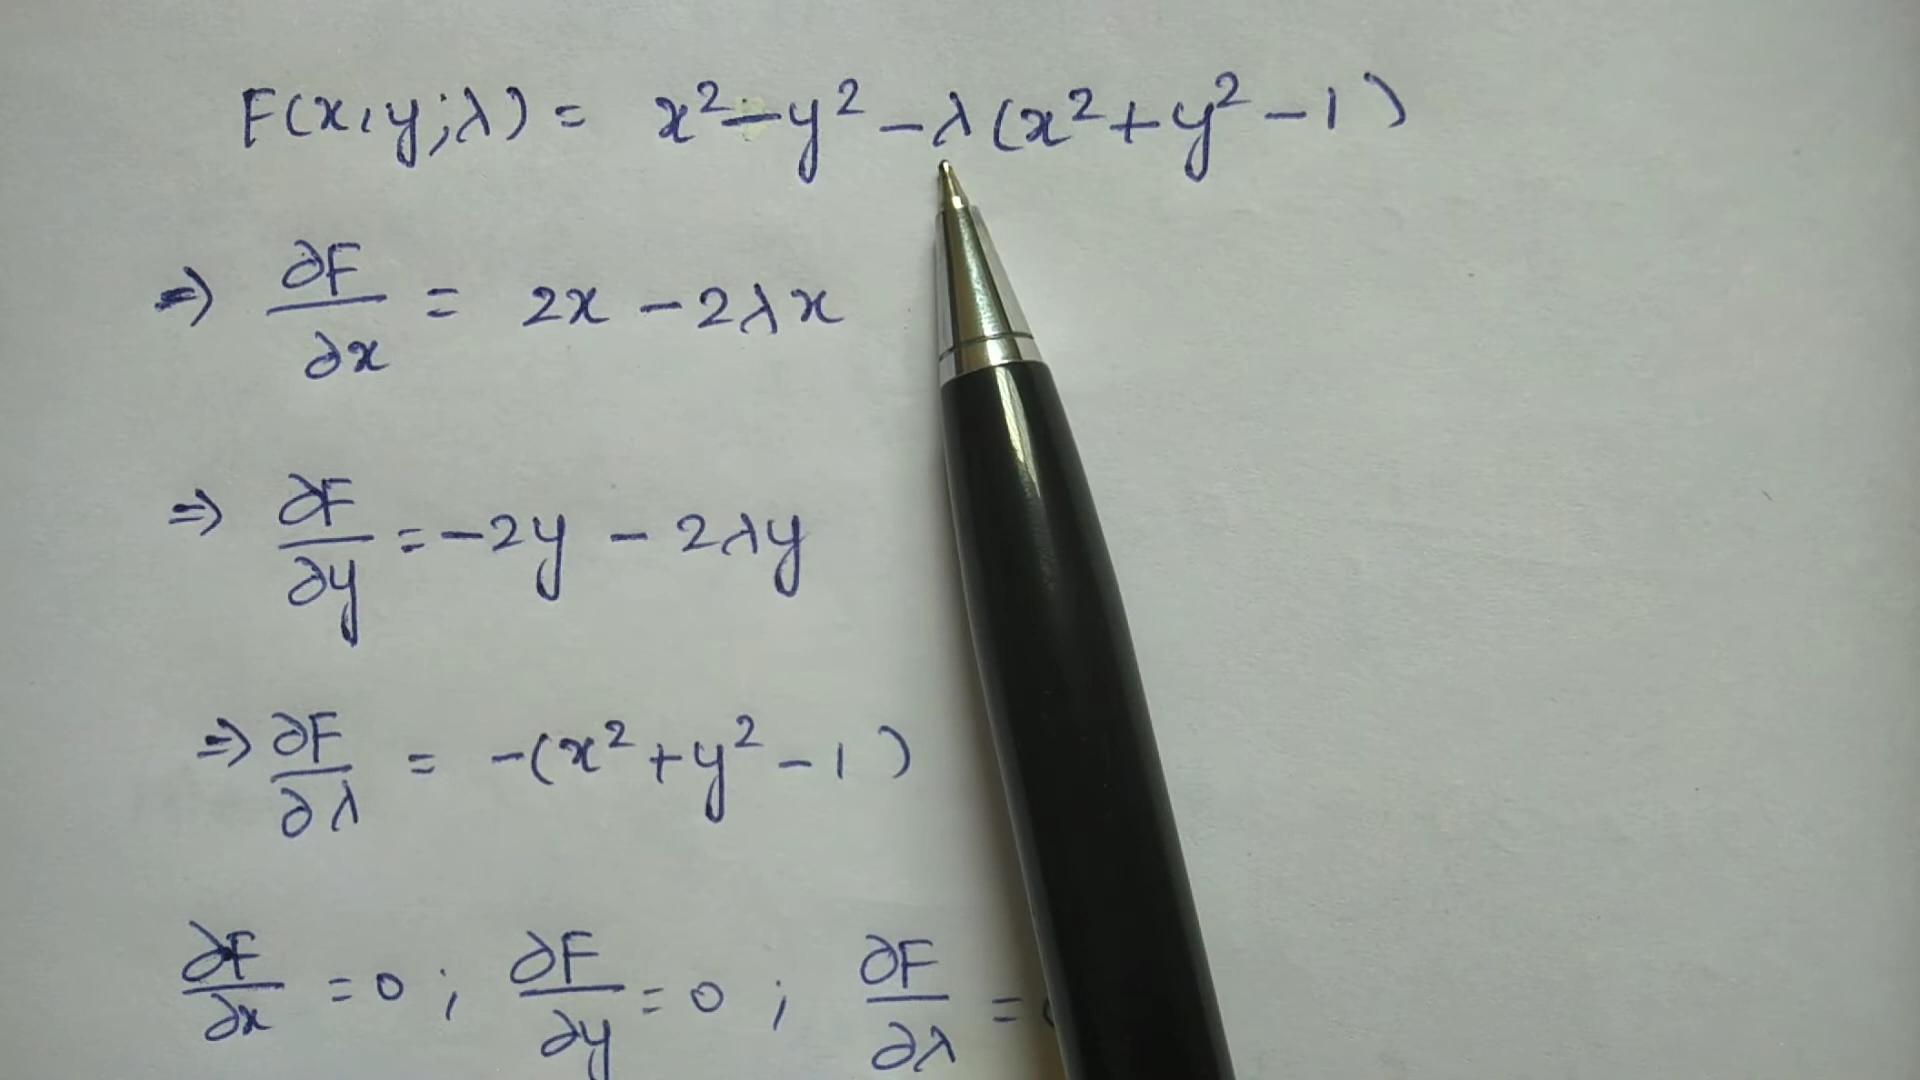 F(x,y;λ) = x² - y² - λ(x² + y² - 1)
⇒ ∂F/∂x = 2x - 2λx
⇒ ∂F/∂y = -2y - 2λy
⇒ ∂F/∂λ = -(x² + y² - 1)
∂F/∂x = 0 ; ∂F/∂y = 0 ; ∂F/∂λ =